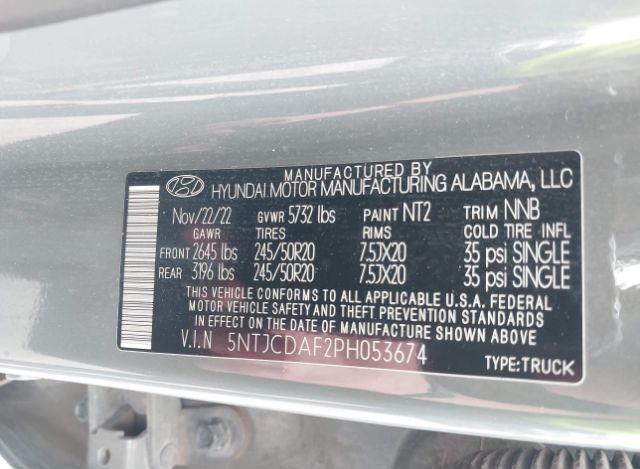 MANUFACTURED BY
HYUNDAI MOTOR MANUFACTURING ALABAMA, LLC
Nov/22/22 GVWR 5732 lbs PAINT NT2 TRIM NNB
GAWR TIRES RIMS COLD TIRE INFL
FRONT 2645 lbs 245/50R20 7.5JX20 35 psi SINGLE
REAR 3196 lbs 245/50R20 7.5JX20 35 psi SINGLE
THIS VEHICLE CONFORMS TO ALL APPLICABLE U.S.A. FEDERAL
MOTOR VEHICLE SAFETY AND THEFT PREVENTION STANDARDS
IN EFFECT ON THE DATE OF MANUFACTURE SHOWN ABOVE.
V.I.N 5NTJCDAF2PH053674
TYPE:TRUCK